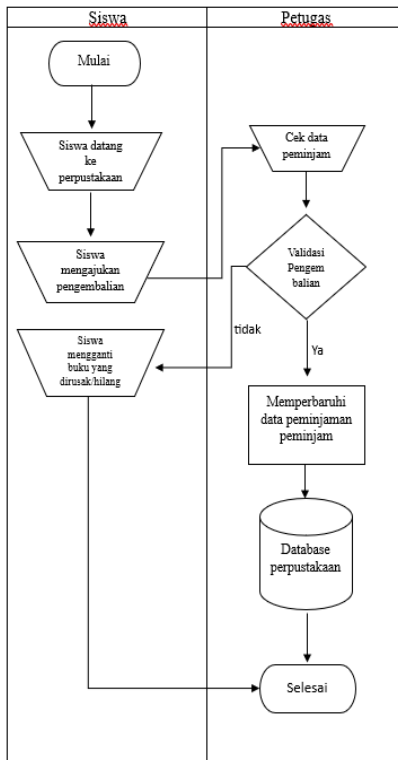 Siswa
Petugas
Mulai
Siswa datang
ke
perpustakaan
Siswa
mengajukan
pengembalian
Cek data
peminjam
Validasi
Pengem
balian
tidak
Ya
Siswa
mengganti
buku yang
dirusak/hilang
Memperbaruhi
data peminjaman
peminjam
Database
perpustakaan
Selesai